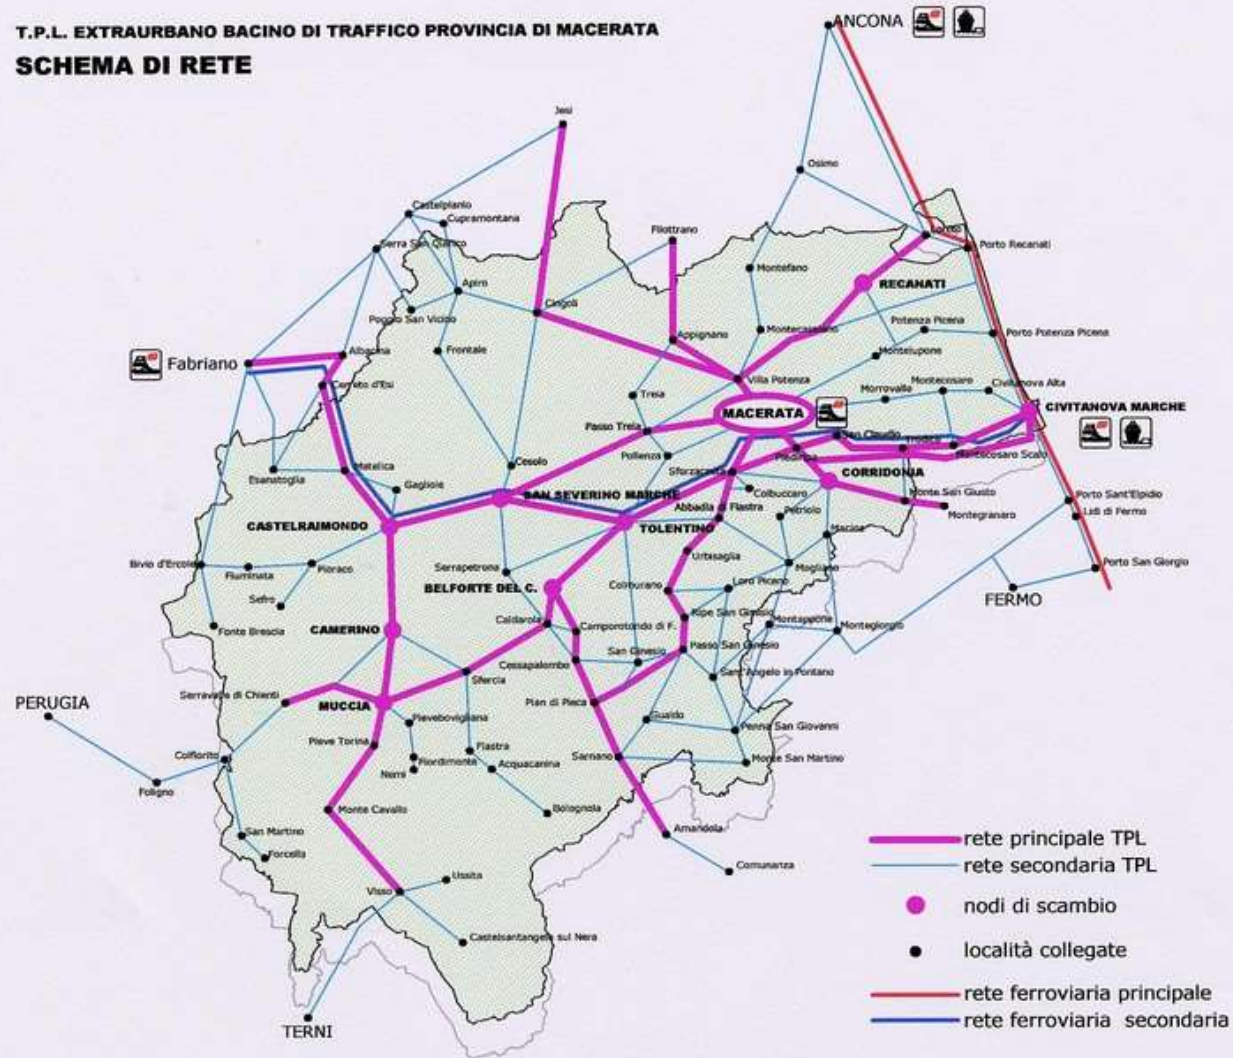 T.P.L. EXTRAURBANO BACINO DI TRAFFICO PROVINCIA DI MACERATA
SCHEMA DI RETE
ANCONA
Jesi
Osimo
Castelplanio
Cupramontana
Filottrano
Loreto
Serra San Quirico
Porto Recanati
Montefano
Apiro
RECANATI
Poggio San Vicino
Cingoli
Potenza Picena
Montecassiano
Porto Potenza Picena
Appignano
Frontale
Albacina
Montelupone
Fabriano
Villa Potenza
Cerreto d'Esi
Treia
Morrovalle
Montecosaro
Civitanova Alta
MACERATA
CIVITANOVA MARCHE
Passo Treia
San Claudio
Trodica
Montecosaro Scalo
Pollenza
Piediripa
Cesolo
Sforzacosta
CORRIDONIA
Esanatoglia
Matelica
Gagliole
SAN SEVERINO MARCHE
Colbuccaro
Monte San Giusto
Porto Sant'Elpidio
Abbadia di Fiastra
Montegranaro
Petriolo
Lidi di Fermo
CASTELRAIMONDO
TOLENTINO
Macina
Urbisaglia
Bivio d'Ercole
Fiuminata
Pioraco
Serrapetrona
Mogliano
Porto San Giorgio
BELFORTE DEL C.
Colmurano
Loro Piceno
Sefro
FERMO
Ripe San Ginesio
Fonte Brescia
CAMERINO
Caldarola
Camporotondo di F.
Montappone
Montegiorgio
San Ginesio
Passo San Ginesio
Cessapalombo
Sant'Angelo in Pontano
Sfercia
Serravalle di Chienti
PERUGIA
MUCCIA
Pian di Pieca
Pievebovigliana
Gualdo
Penna San Giovanni
Pieve Torina
Fiastra
Colfiorito
Fiordimonte
Nemi
Acquacanina
Sarnano
Monte San Martino
Foligno
Monte Cavallo
Bolognola
San Martino
Amandola
Forcella
Comunanza
Ussita
Visso
Castelsantangelo sul Nera
TERNI
rete principale TPL
rete secondaria TPL
nodi di scambio
località collegate
rete ferroviaria principale
rete ferroviaria secondaria